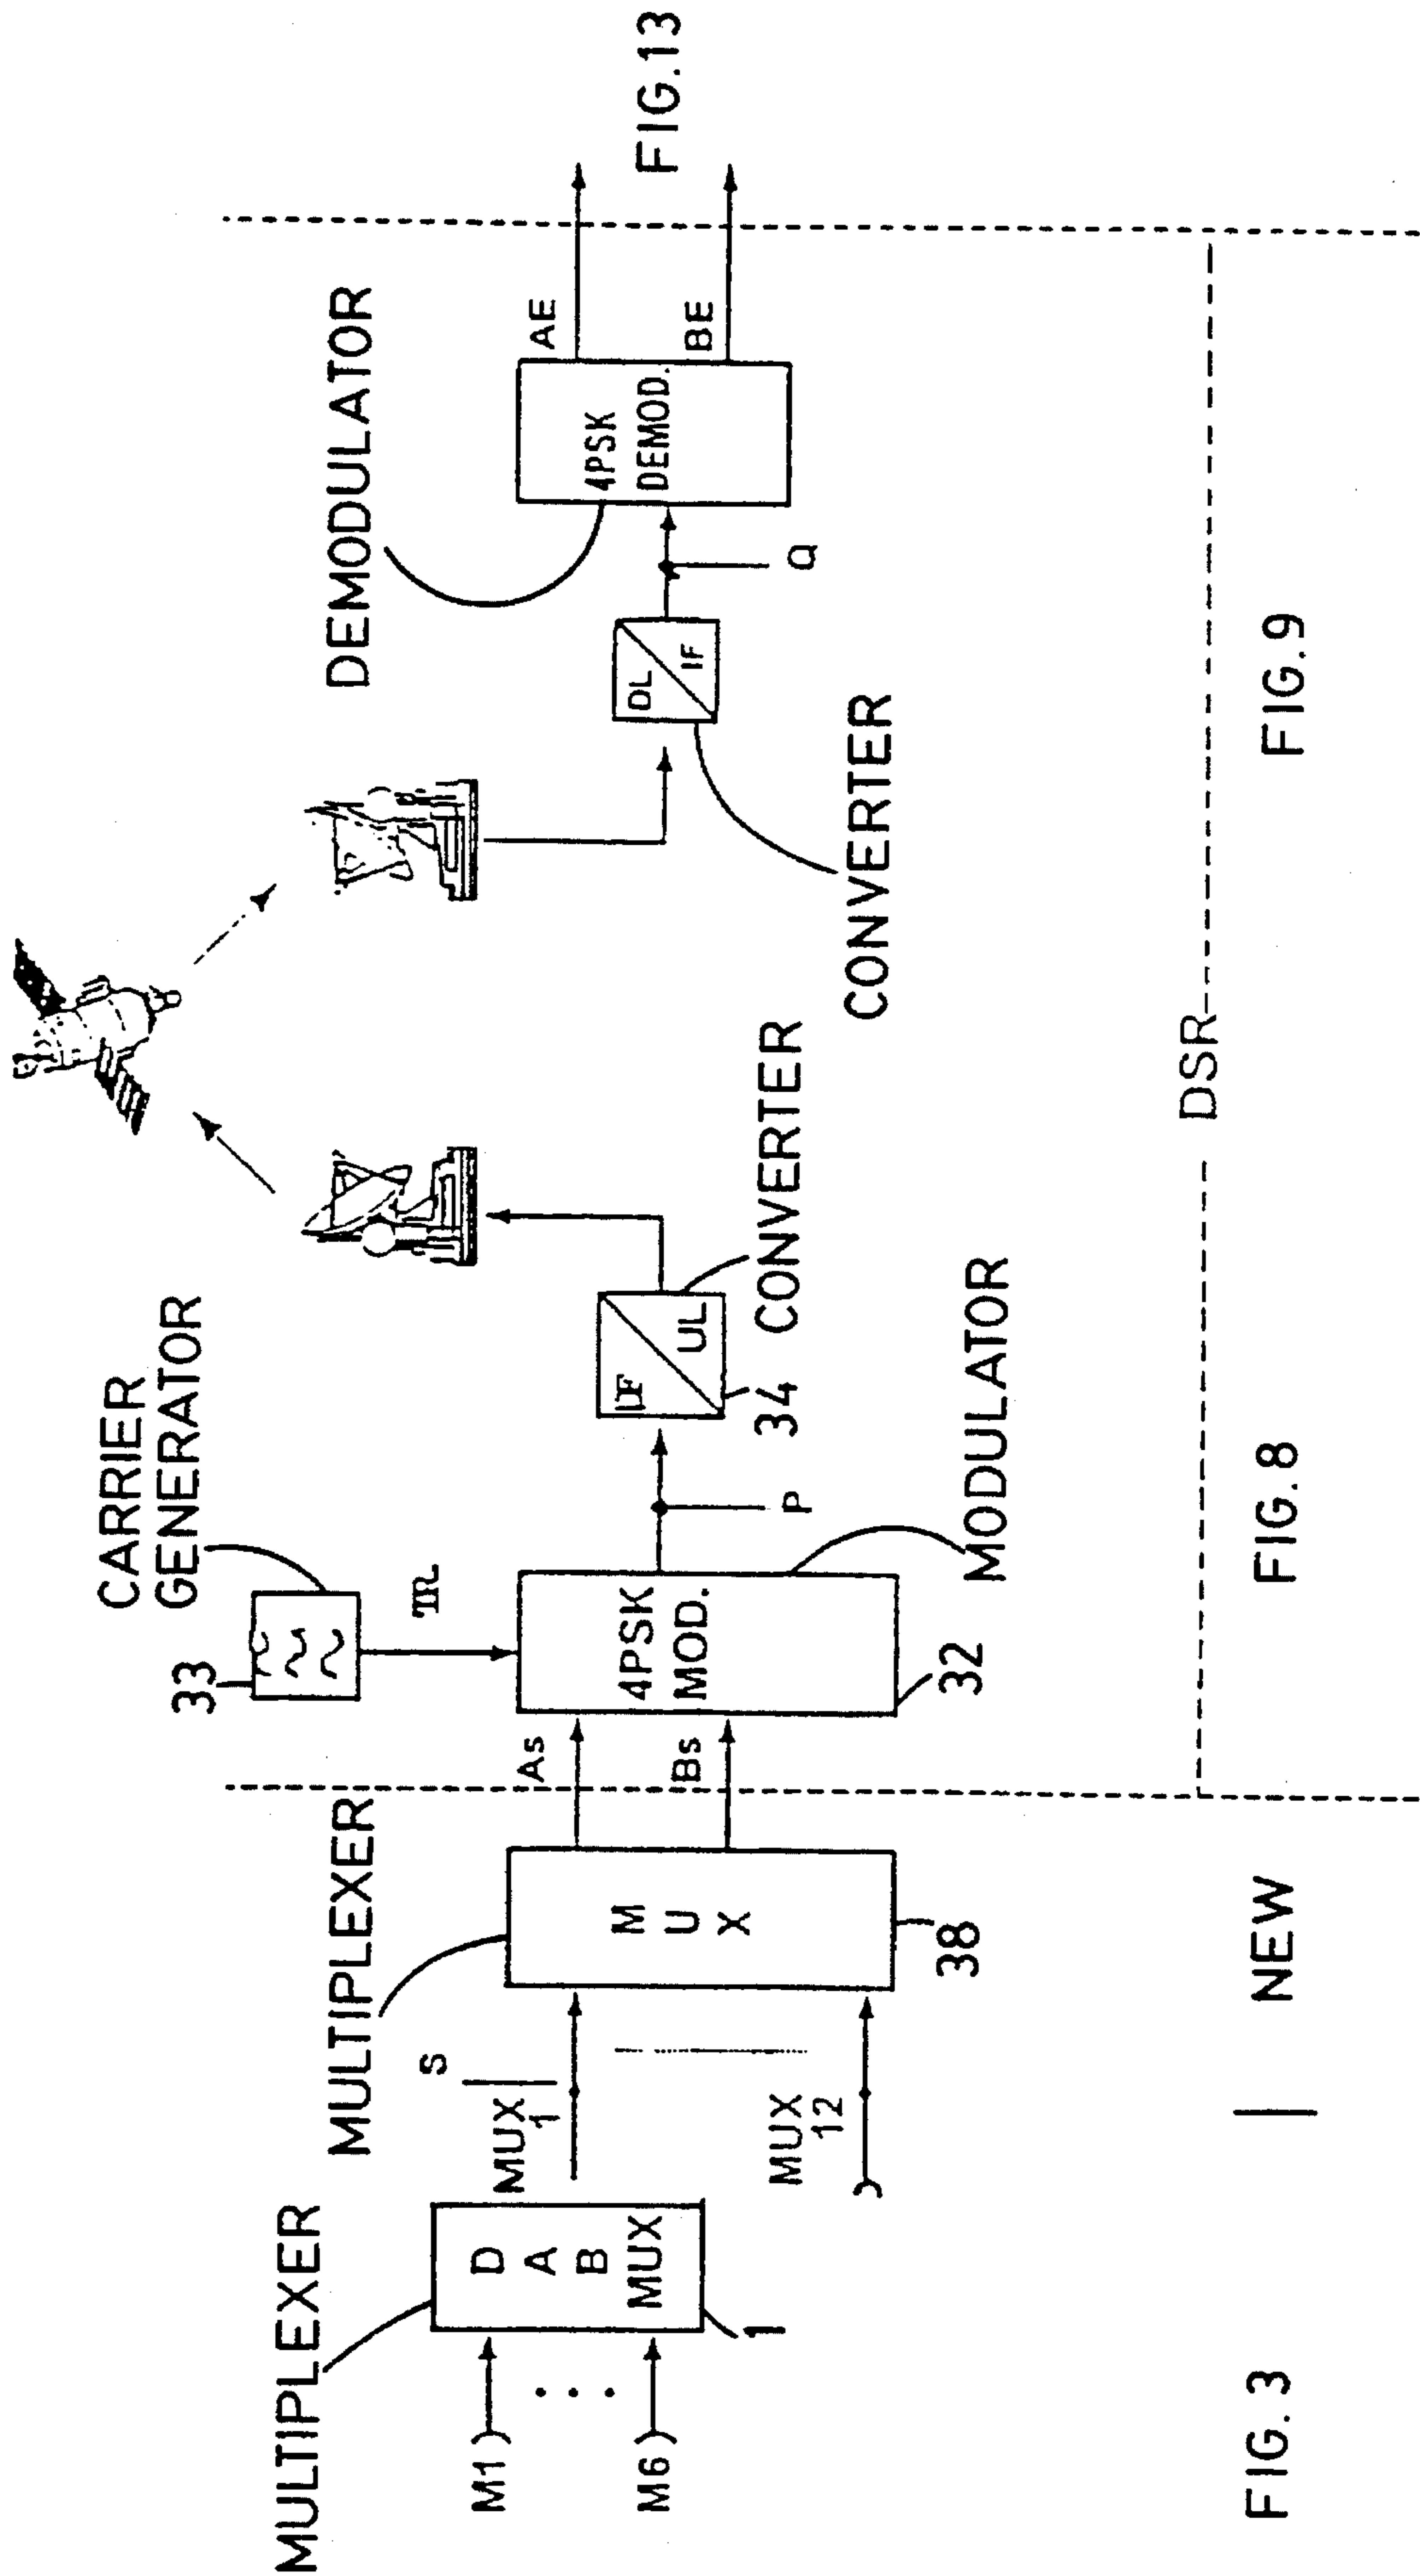 MULTIPLEXER
M1)
M6)
D
A
B
MUX
1
MUX
1
S
MUX
12
MULTIPLEXER
M
U
X
38
As
Bs
33
CARRIER
GENERATOR
TR
4PSK
MOD.
32
MODULATOR
P
IF
UL
34
CONVERTER
CONVERTER
DL
IF
Q
DEMODULATOR
4PSK
DEMOD.
AE
BE
FIG.13
DSR
FIG. 3
NEW
FIG. 8
FIG. 9